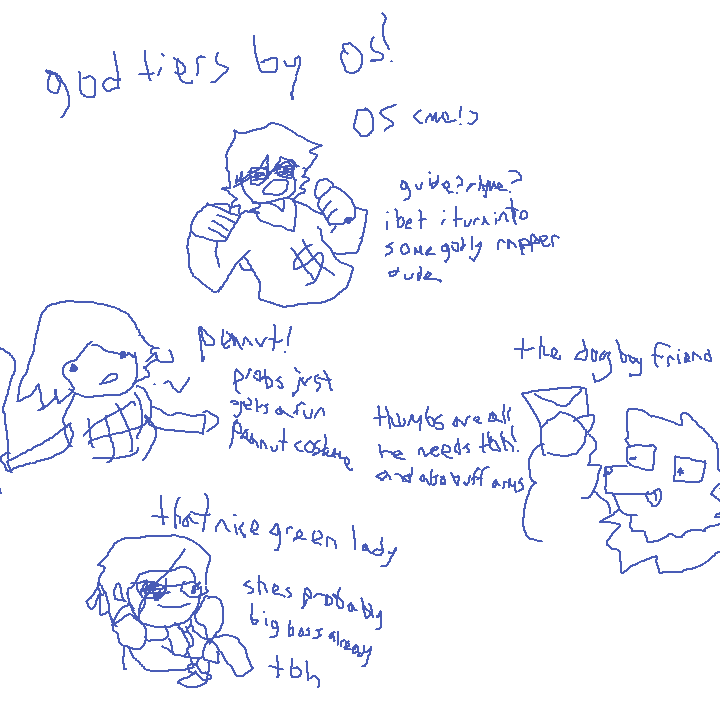 god tiers by os!
os <me!>
guide? rhyme?
i bet i turn into
some godly rapper
dude
peanut!
probs just
gets a fun
peanut costume
the dog boyfriend
thumbs are all
he needs tbh!
and also buff arms
that nice green lady
shes probably
big boss already
tbh